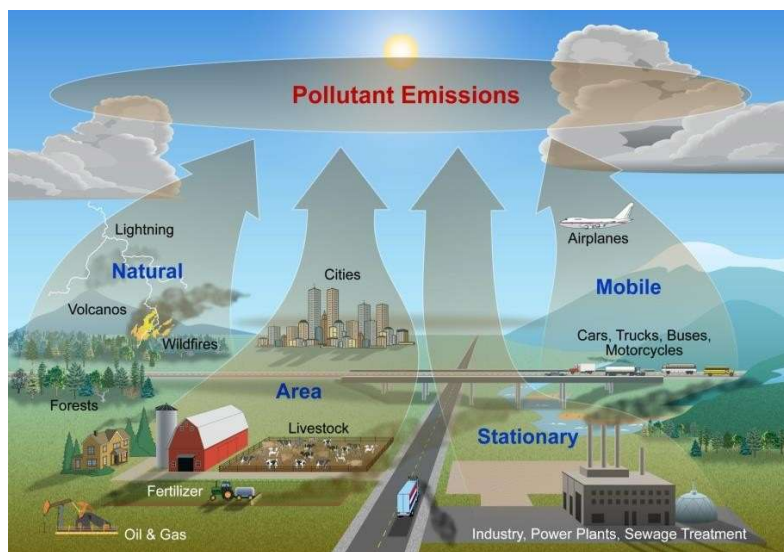 Pollutant Emissions
Lightning
Natural
Volcanos
Wildfires
Forests
Cities
Area
Livestock
Fertilizer
Oil & Gas
Airplanes
Mobile
Cars, Trucks, Buses,
Motorcycles
Stationary
Industry, Power Plants, Sewage Treatment